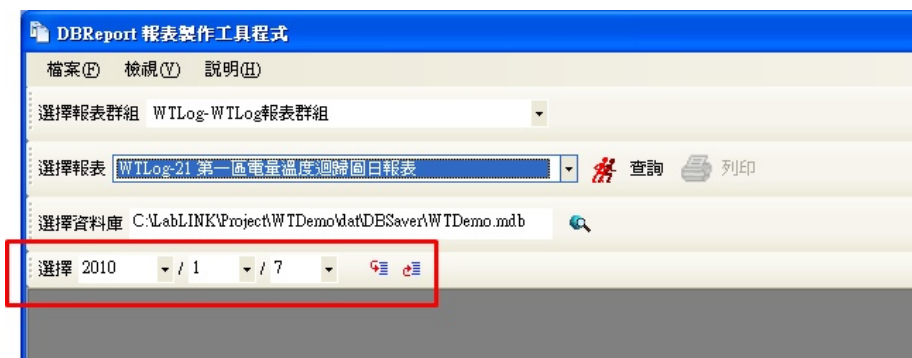 DBReport 報表製作工具程式
檔案(F) 檢視(V) 說明(H)
選擇報表群組 WTLog-WTLog報表群組
選擇報表 WTLog-21 第一區電量溫度迴歸圖日報表 查詢 列印
選擇資料庫 C:\LabLINK\Project\WTDemo\dat\DBSaver\WTDemo.mdb
選擇 2010 / 1 / 7